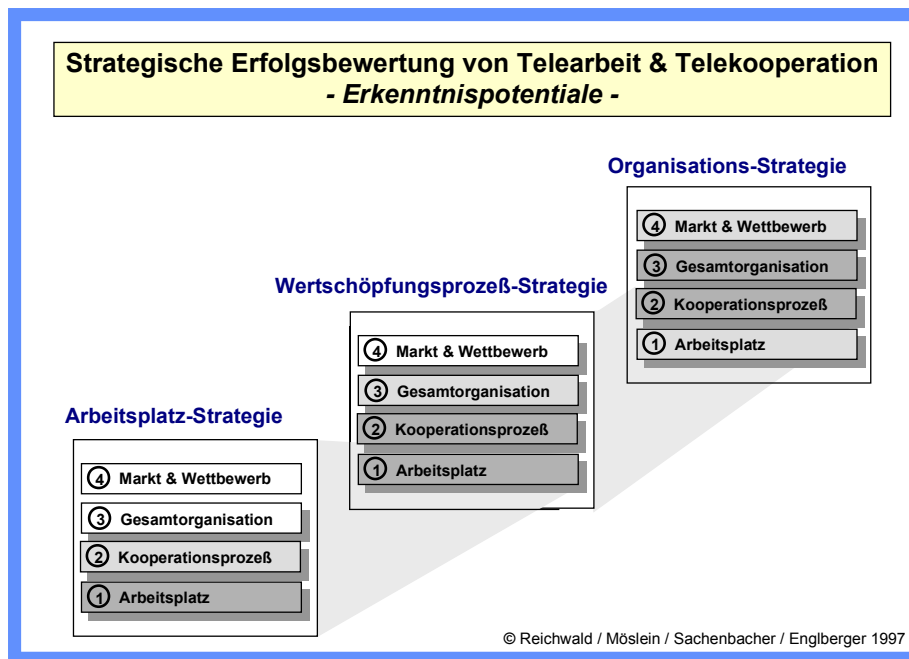 Strategische Erfolgsbewertung von Telearbeit & Telekooperation
- Erkenntnispotentiale -
Organisations-Strategie
4 Markt & Wettbewerb
3 Gesamtorganisation
2 Kooperationsprozeß
1 Arbeitsplatz
Wertschöpfungsprozeß-Strategie
4 Markt & Wettbewerb
3 Gesamtorganisation
2 Kooperationsprozeß
1 Arbeitsplatz
Arbeitsplatz-Strategie
4 Markt & Wettbewerb
3 Gesamtorganisation
2 Kooperationsprozeß
1 Arbeitsplatz
© Reichwald / Möslein / Sachenbacher / Englberger 1997